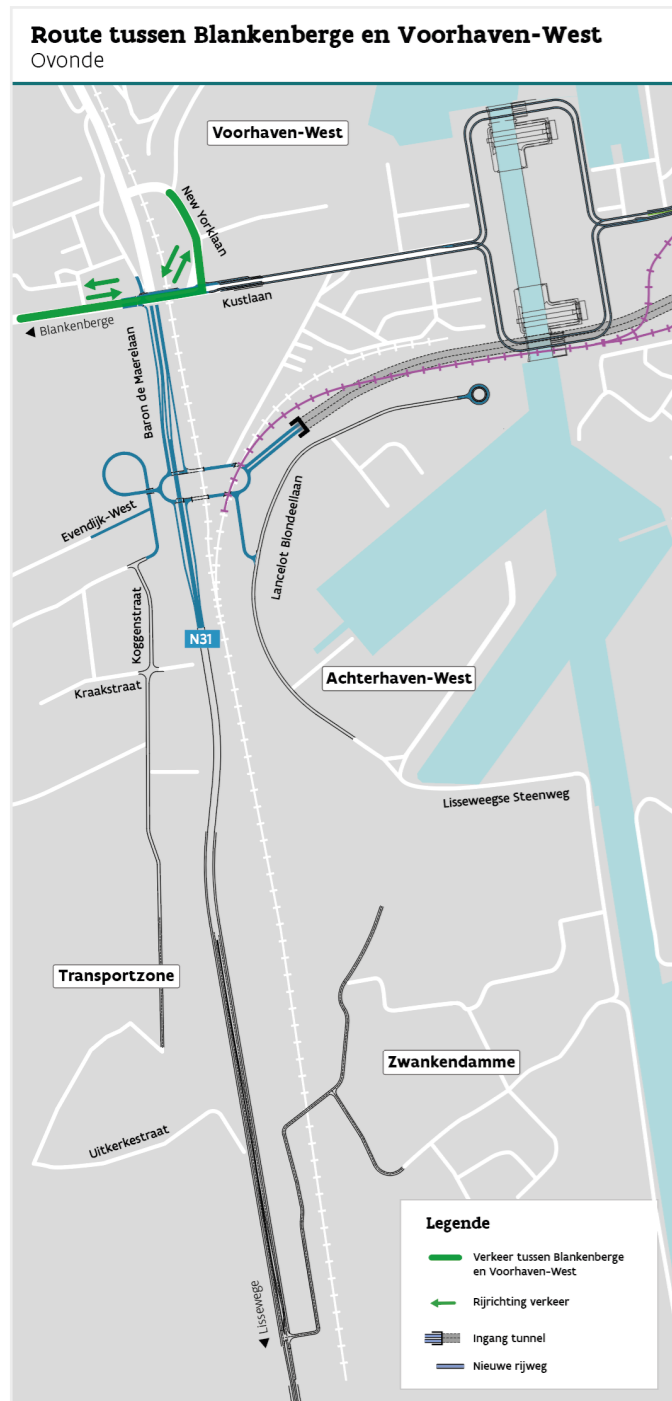 Route tussen Blankenberge en Voorhaven-West
Ovonde
Voorhaven-West
New Yorklaan
Kustlaan
◄ Blankenberge
Baron de Maerelaan
Evendijk-West
Lancelot Blondeellaan
Koggenstraat
N31
Kraakstraat
Achterhaven-West
Lisseweegse Steenweg
Transportzone
Zwankendamme
Uitkerkestraat
◄ Lissewege
Legende
Verkeer tussen Blankenberge
en Voorhaven-West
Rijrichting verkeer
Ingang tunnel
Nieuwe rijweg